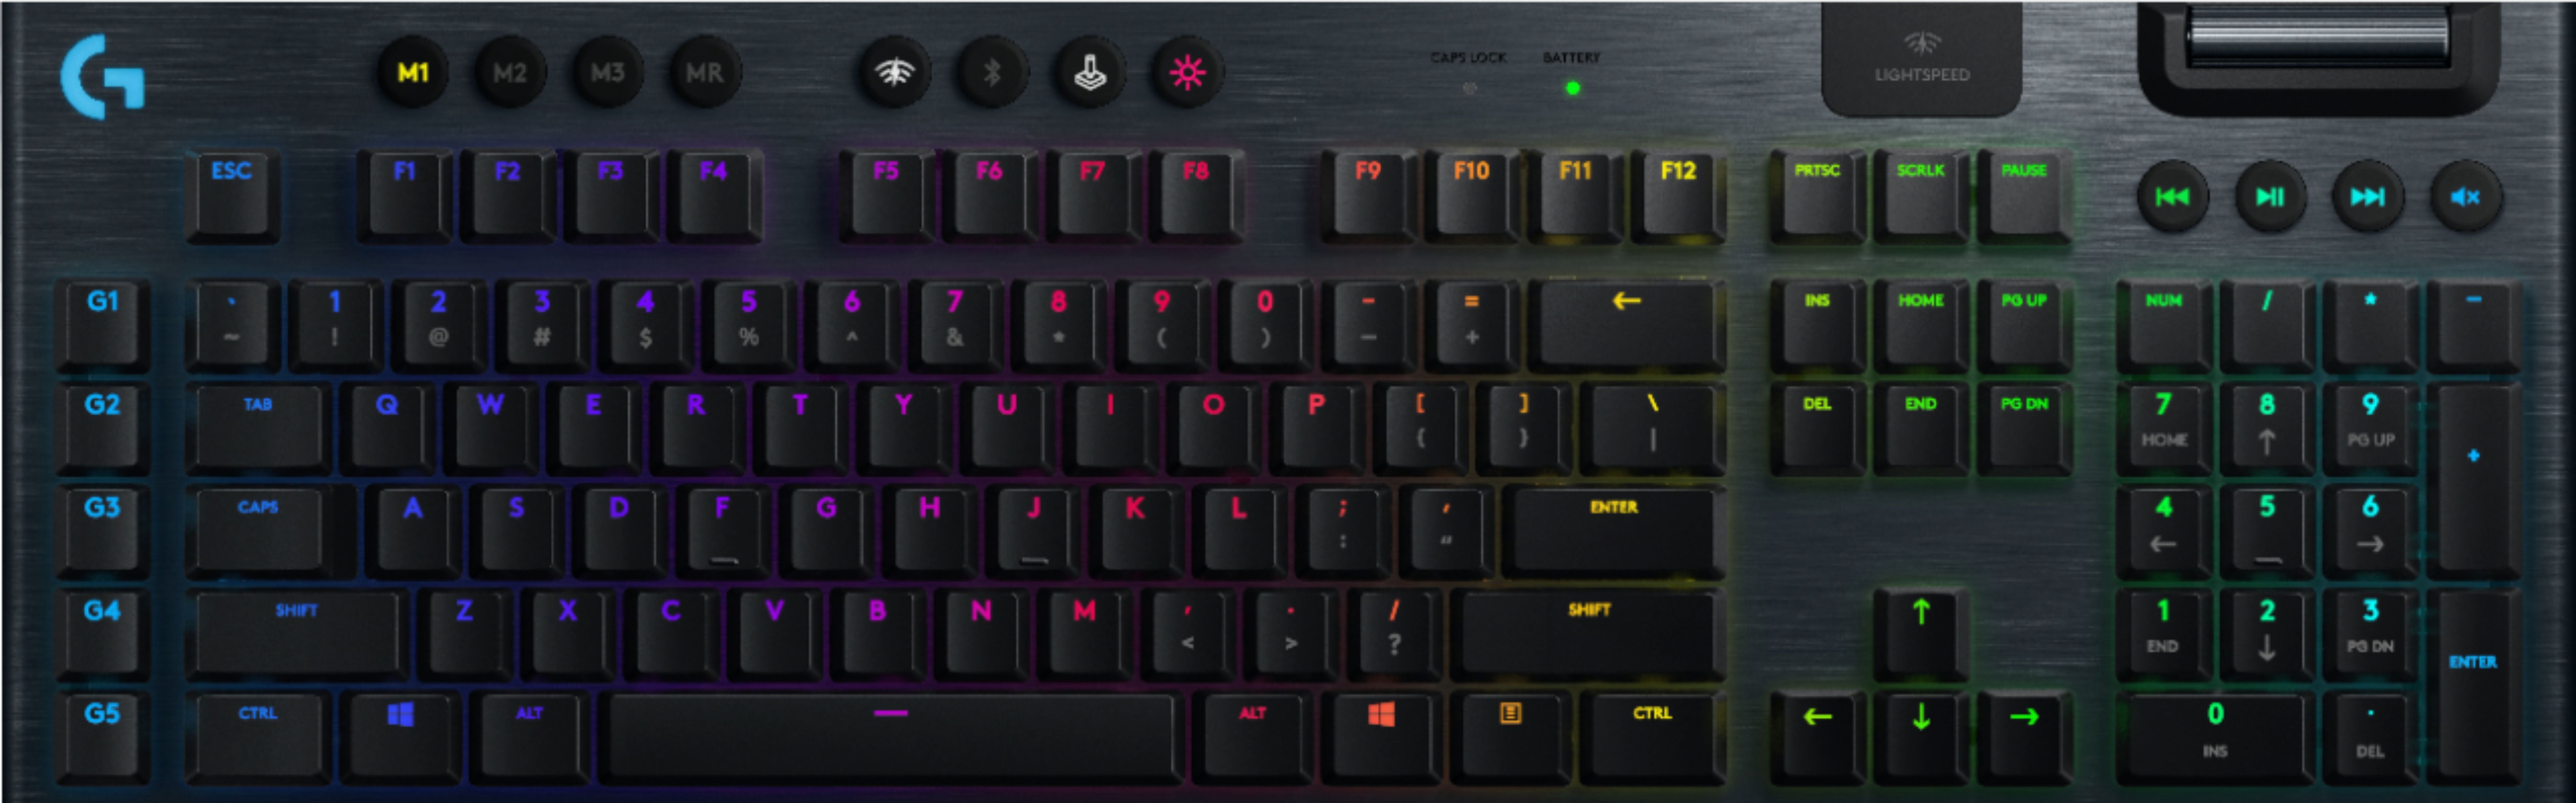 M1 M2 M3 MR CAPS LOCK BATTERY LIGHTSPEED
ESC F1 F2 F3 F4 F5 F6 F7 F8 F9 F10 F11 F12 PRTSC SCRLK PAUSE
G1 ` 1 2 3 4 5 6 7 8 9 0 - = ← INS HOME PG UP NUM / * -
~ ! @ # $ % ^ & * ( ) _ +
G2 TAB Q W E R T Y U I O P [ ] \ DEL END PG DN 7 8 9
{ } | HOME ↑ PG UP +
G3 CAPS A S D F G H J K L ; ' ENTER 4 5 6
: " ← →
G4 SHIFT Z X C V B N M , . / SHIFT ↑ 1 2 3
< > ? END ↓ PG DN ENTER
G5 CTRL ALT ALT CTRL ← ↓ → 0 .
INS DEL